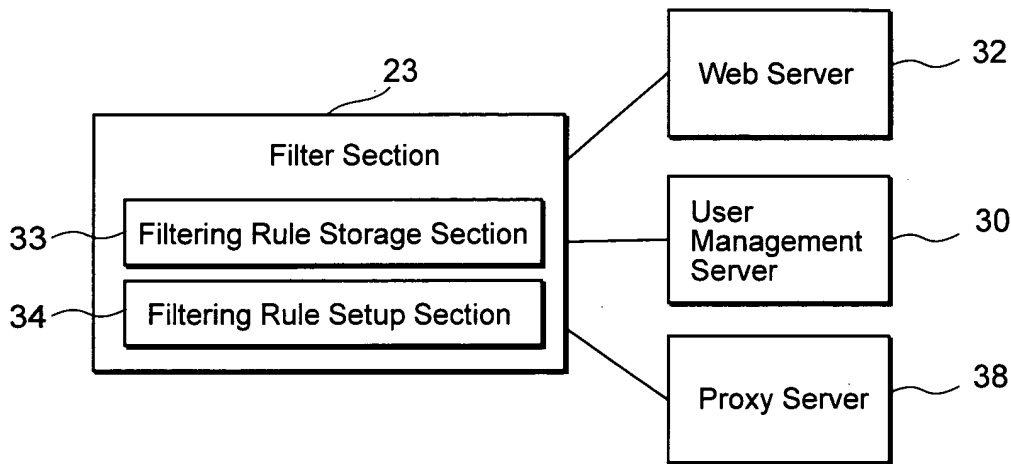 23
Filter Section
33
Filtering Rule Storage Section
34
Filtering Rule Setup Section
Web Server
32
User
Management
Server
30
Proxy Server
38